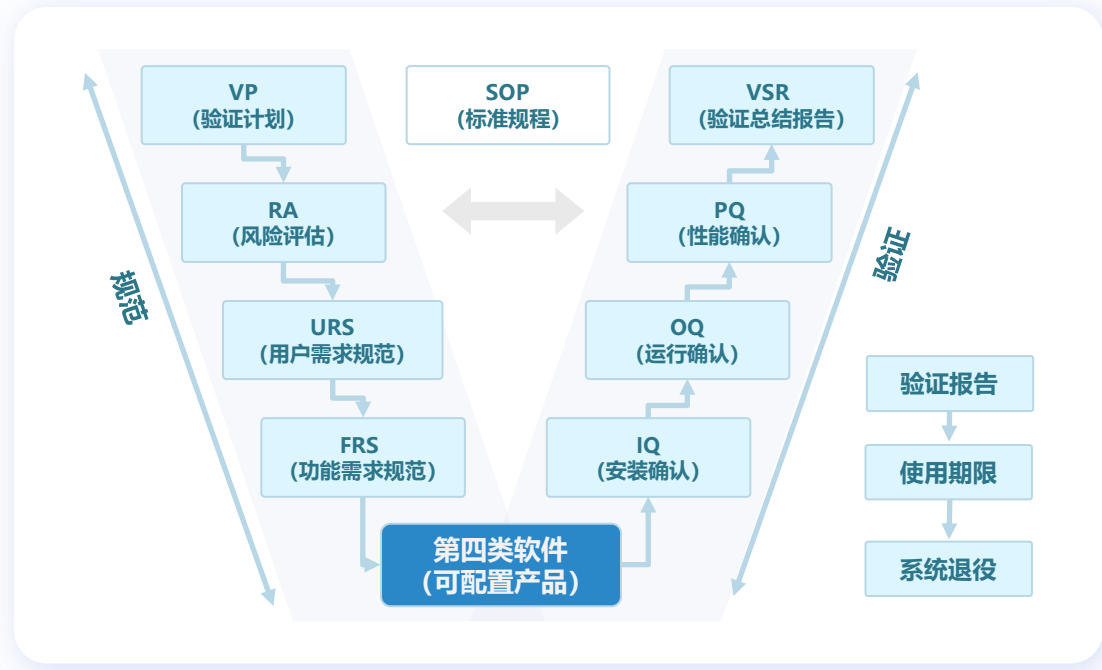 VP
（验证计划）
SOP
（标准规程）
VSR
（验证总结报告）
RA
（风险评估）
PQ
（性能确认）
规范
验证
URS
（用户需求规范）
OQ
（运行确认）
验证报告
FRS
（功能需求规范）
IQ
（安装确认）
使用期限
第四类软件
（可配置产品）
系统退役